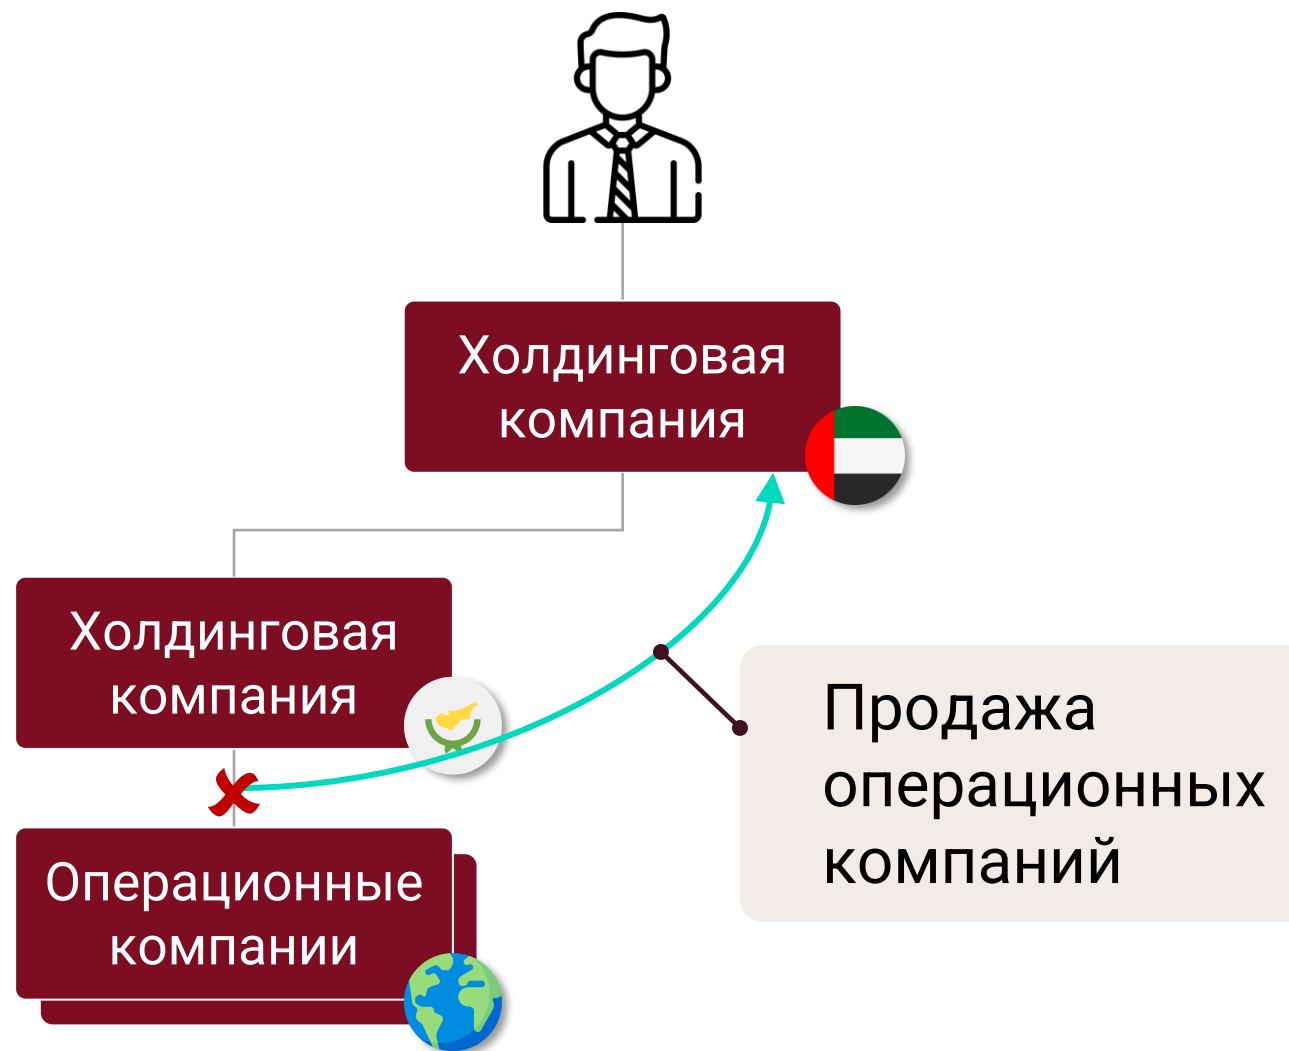 Холдинговая
компания
Холдинговая
компания
Продажа
операционных
компаний
Операционные
компании